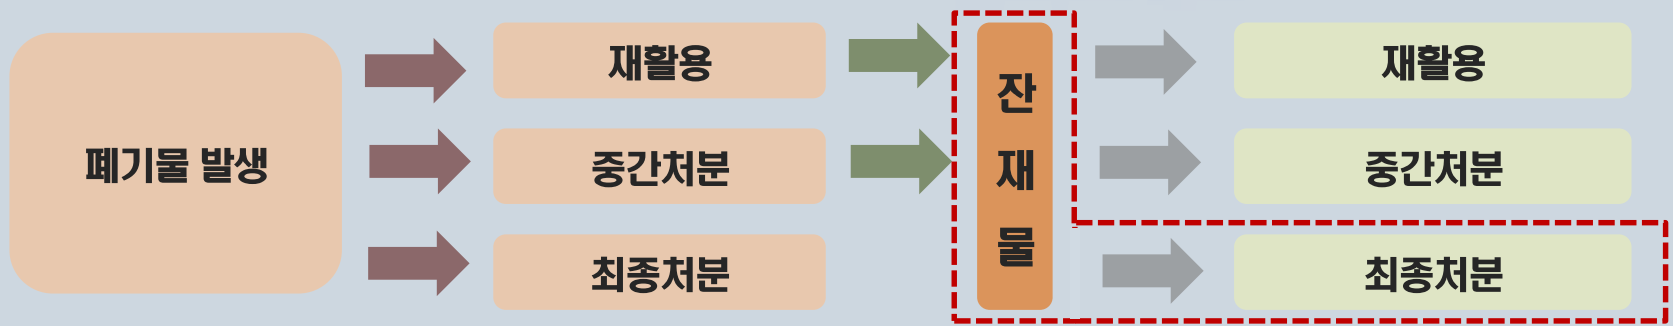 폐기물 발생
재활용
중간처분
최종처분
잔
재
물
재활용
중간처분
최종처분